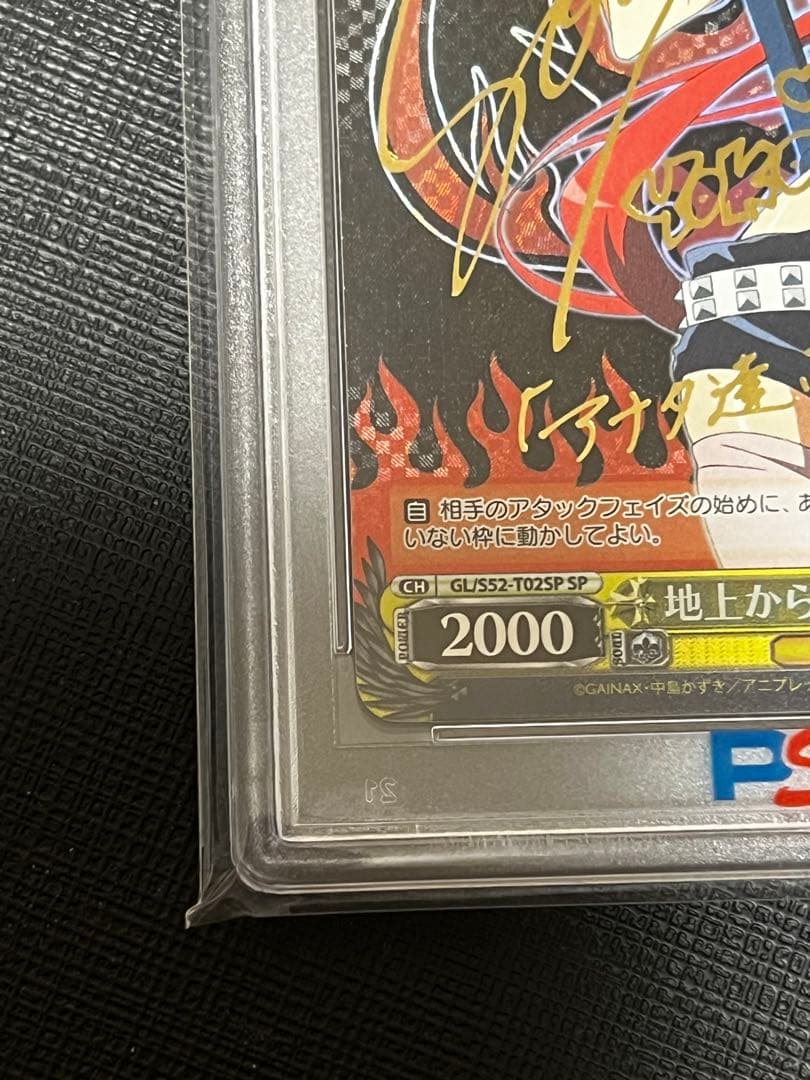 YOKO
「アナタ達
自 相手のアタックフェイズの始めに、あ
いない枠に動かしてよい。
CH GL/S52-T02SP SP
地上から
POWER 2000 SOUL
©GAINAX・中島かずき/アニプレ
PS
21